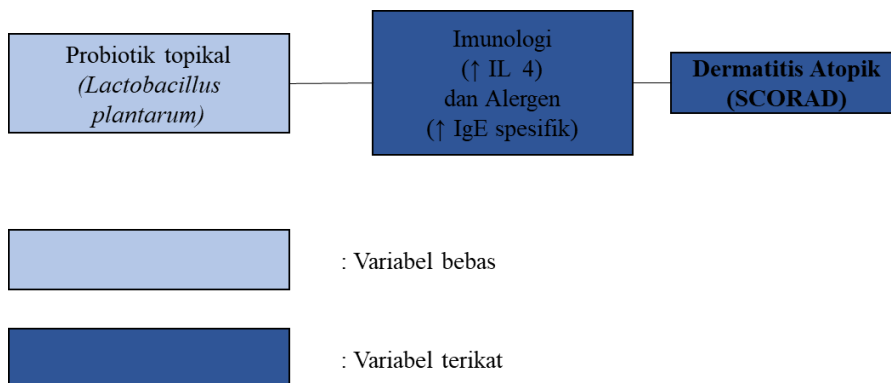 Probiotik topikal
(Lactobacillus
plantarum)
Imunologi
(↑ IL 4)
dan Alergen
(↑ IgE spesifik)
Dermatitis Atopik
(SCORAD)
: Variabel bebas
: Variabel terikat